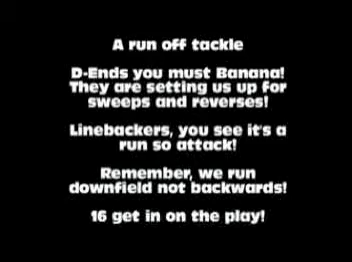 A run off tackle
D-Ends you must Banana!
They are setting us up for
sweeps and reverses!
Linebackers, you see it's a
run so attack!
Remember, we run
downfield not backwards!
16 get in on the play!